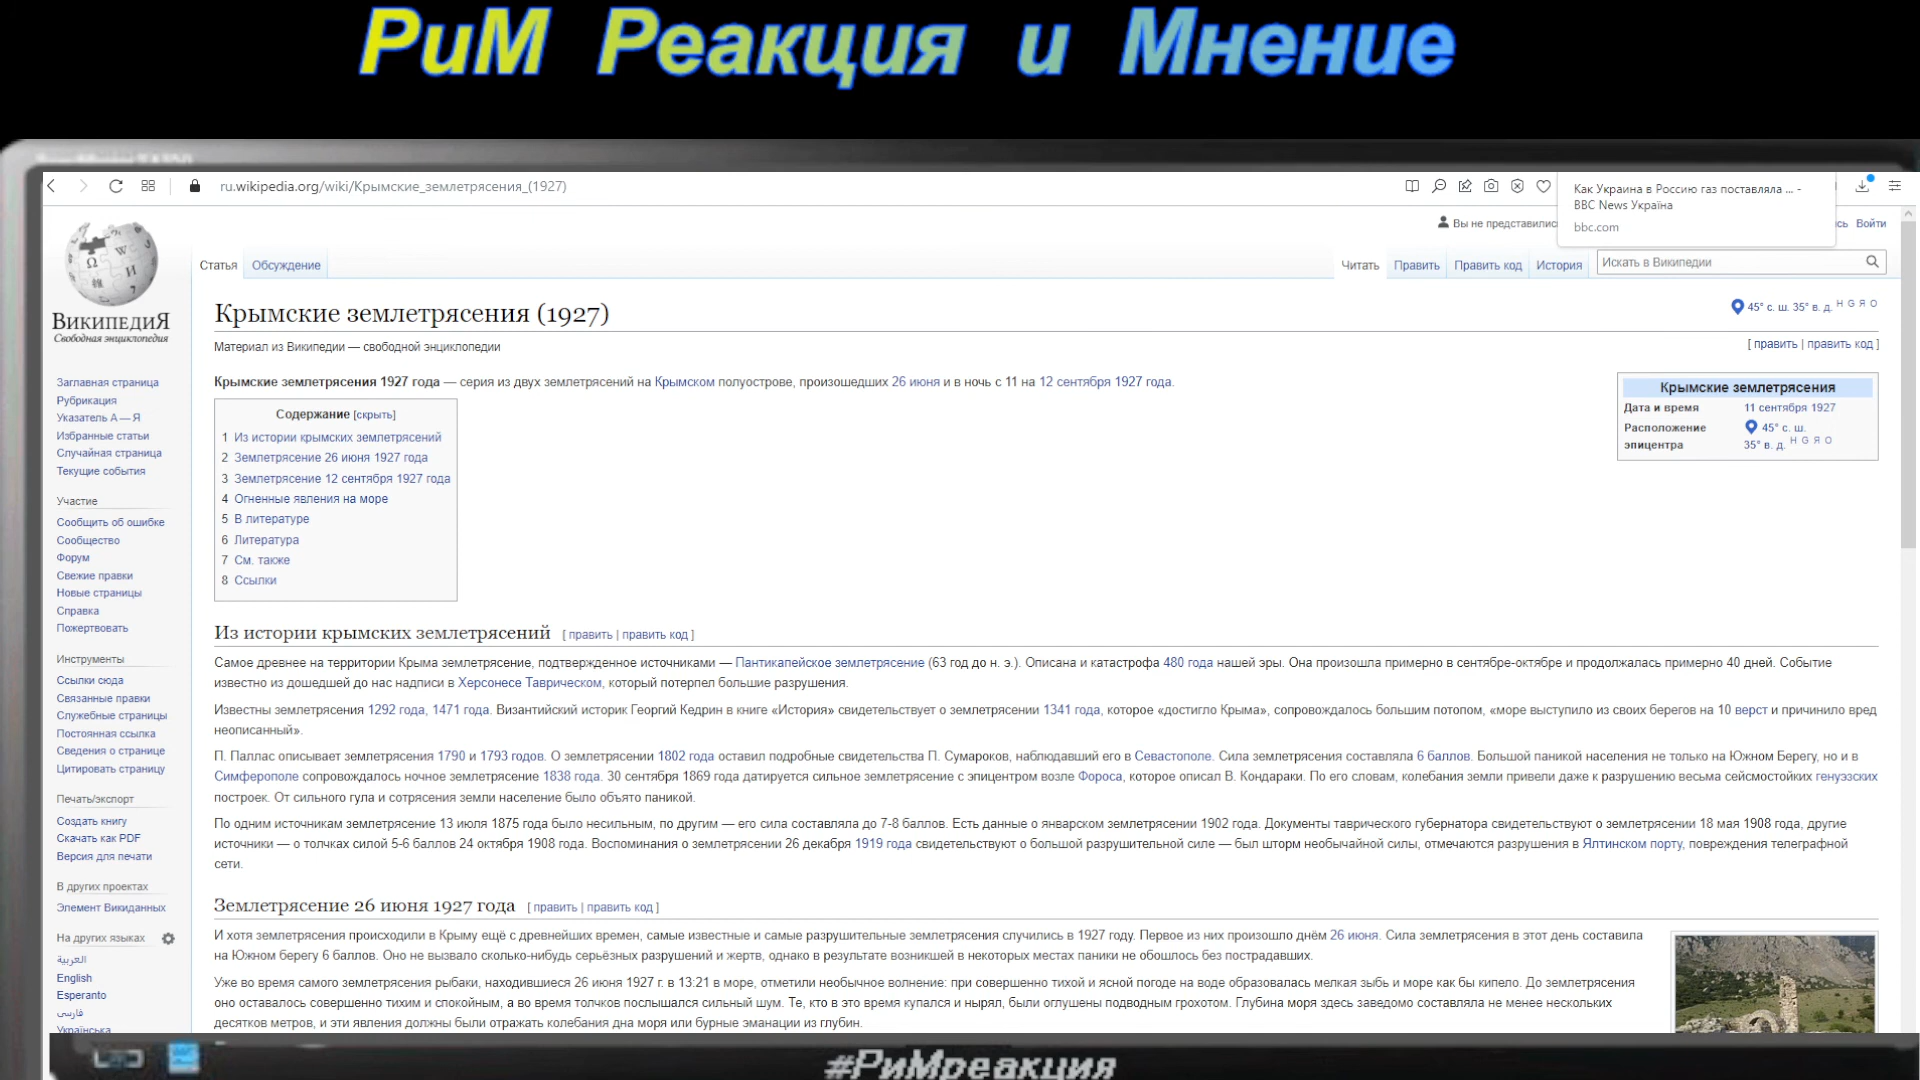 РиМ Реакция и Мнение
ru.wikipedia.org/wiki/Крымские_землетрясения_(1927)
Как Украина в Россию газ поставляла ... -
BBC News Україна
bbc.com
Вы не представились
сь Войти
Статья Обсуждение
Читать Править Править код История
Искать в Википедии
ВИКИПЕДИЯ
Свободная энциклопедия
Заглавная страница
Рубрикация
Указатель А — Я
Избранные статьи
Случайная страница
Текущие события
Участие
Сообщить об ошибке
Сообщество
Форум
Свежие правки
Новые страницы
Справка
Пожертвовать
Инструменты
Ссылки сюда
Связанные правки
Служебные страницы
Постоянная ссылка
Сведения о странице
Цитировать страницу
Печать/экспорт
Создать книгу
Скачать как PDF
Версия для печати
В других проектах
Элемент Викиданных
На других языках
العربية
English
Esperanto
فارسی
Українська
Крымские землетрясения (1927)
45° с. ш. 35° в. д. H G Я O
Материал из Википедии — свободной энциклопедии
[ править | править код ]
Крымские землетрясения 1927 года — серия из двух землетрясений на Крымском полуострове, произошедших 26 июня и в ночь с 11 на 12 сентября 1927 года.
Крымские землетрясения
Дата и время 11 сентября 1927
Расположение эпицентра 45° с. ш.
35° в. д. H G Я O
Содержание [скрыть]
1 Из истории крымских землетрясений
2 Землетрясение 26 июня 1927 года
3 Землетрясение 12 сентября 1927 года
4 Огненные явления на море
5 В литературе
6 Литература
7 См. также
8 Ссылки
Из истории крымских землетрясений [ править | править код ]
Самое древнее на территории Крыма землетрясение, подтвержденное источниками — Пантикапейское землетрясение (63 год до н. э.). Описана и катастрофа 480 года нашей эры. Она произошла примерно в сентябре-октябре и продолжалась примерно 40 дней. Событие
известно из дошедшей до нас надписи в Херсонесе Таврическом, который потерпел большие разрушения.
Известны землетрясения 1292 года, 1471 года. Византийский историк Георгий Кедрин в книге «История» свидетельствует о землетрясении 1341 года, которое «достигло Крыма», сопровождалось большим потопом, «море выступило из своих берегов на 10 верст и причинило вред
неописанный».
П. Паллас описывает землетрясения 1790 и 1793 годов. О землетрясении 1802 года оставил подробные свидетельства П. Сумароков, наблюдавший его в Севастополе. Сила землетрясения составляла 6 баллов. Большой паникой населения не только на Южном Берегу, но и в
Симферополе сопровождалось ночное землетрясение 1838 года. 30 сентября 1869 года датируется сильное землетрясение с эпицентром возле Фороса, которое описал В. Кондараки. По его словам, колебания земли привели даже к разрушению весьма сейсмостойких генуэзских
построек. От сильного гула и сотрясения земли население было объято паникой.
По одним источникам землетрясение 13 июля 1875 года было несильным, по другим — его сила составляла до 7-8 баллов. Есть данные о январском землетрясении 1902 года. Документы таврического губернатора свидетельствуют о землетрясении 18 мая 1908 года, другие
источники — о толчках силой 5-6 баллов 24 октября 1908 года. Воспоминания о землетрясении 26 декабря 1919 года свидетельствуют о большой разрушительной силе — был шторм необычайной силы, отмечаются разрушения в Ялтинском порту, повреждения телеграфной
сети.
Землетрясение 26 июня 1927 года [ править | править код ]
И хотя землетрясения происходили в Крыму ещё с древнейших времен, самые известные и самые разрушительные землетрясения случились в 1927 году. Первое из них произошло днём 26 июня. Сила землетрясения в этот день составила
на Южном берегу 6 баллов. Оно не вызвало сколько-нибудь серьёзных разрушений и жертв, однако в результате возникшей в некоторых местах паники не обошлось без пострадавших.
Уже во время самого землетрясения рыбаки, находившиеся 26 июня 1927 г. в 13:21 в море, отметили необычное волнение: при совершенно тихой и ясной погоде на воде образовалась мелкая зыбь и море как бы кипело. До землетрясения
оно оставалось совершенно тихим и спокойным, а во время толчков послышался сильный шум. Те, кто в это время купался и нырял, были оглушены подводным грохотом. Глубина моря здесь заведомо составляла не менее нескольких
десятков метров, и эти явления должны были отражать колебания дна моря или бурные эманации из глубин.
#РиМреакция